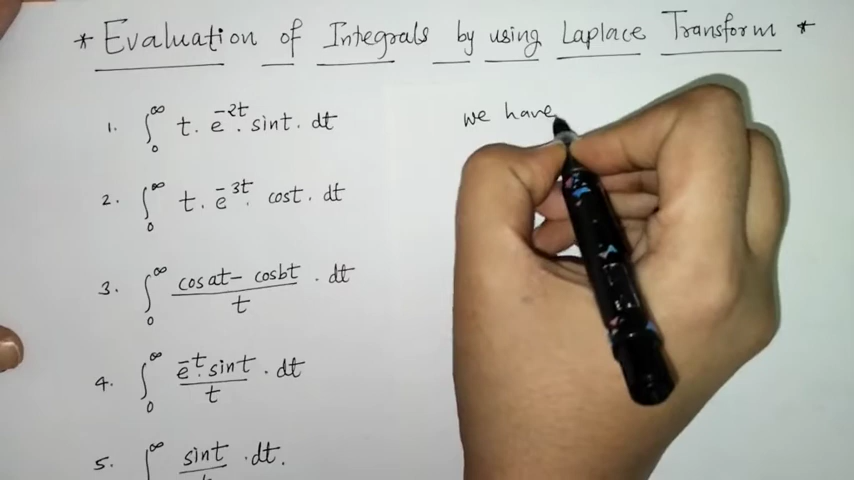 * Evaluation of Integrals by using Laplace Transform *
1. ∫₀^∞ t. e^{-2t}. sint. dt
we have
2. ∫₀^∞ t. e^{-3t}. cost. dt
3. ∫₀^∞ (cosat - cosbt)/t . dt
4. ∫₀^∞ (e^{-t}. sint)/t . dt
5. ∫ ^∞ sint . dt.